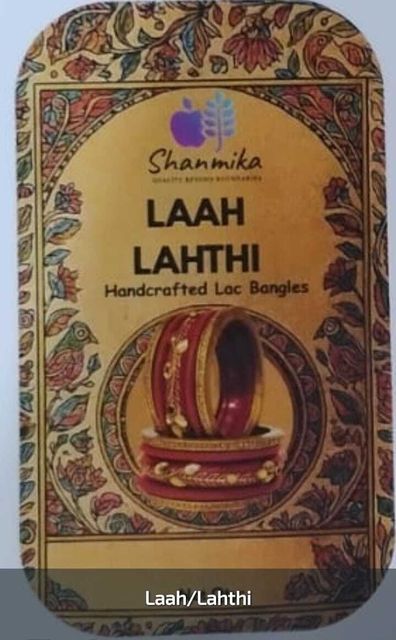 Shanmika
QUALITY BEYOND BOUNDARIES
LAAH
LAHTHI
Handcrafted Lac Bangles
Laah/Lahthi